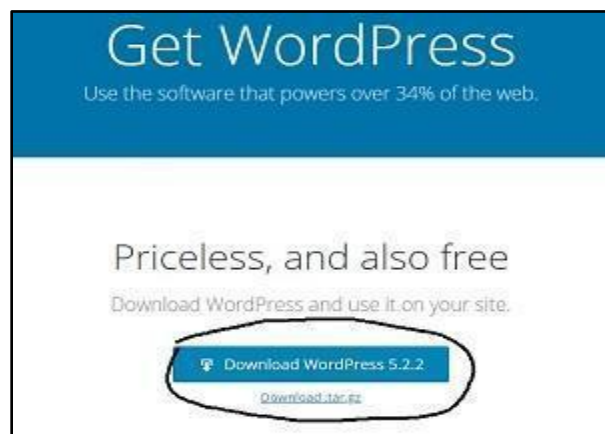 Get WordPress
Use the software that powers over 34% of the web.
Priceless, and also free
Download WordPress and use it on your site.
Download WordPress 5.2.2
Download .tar.gz